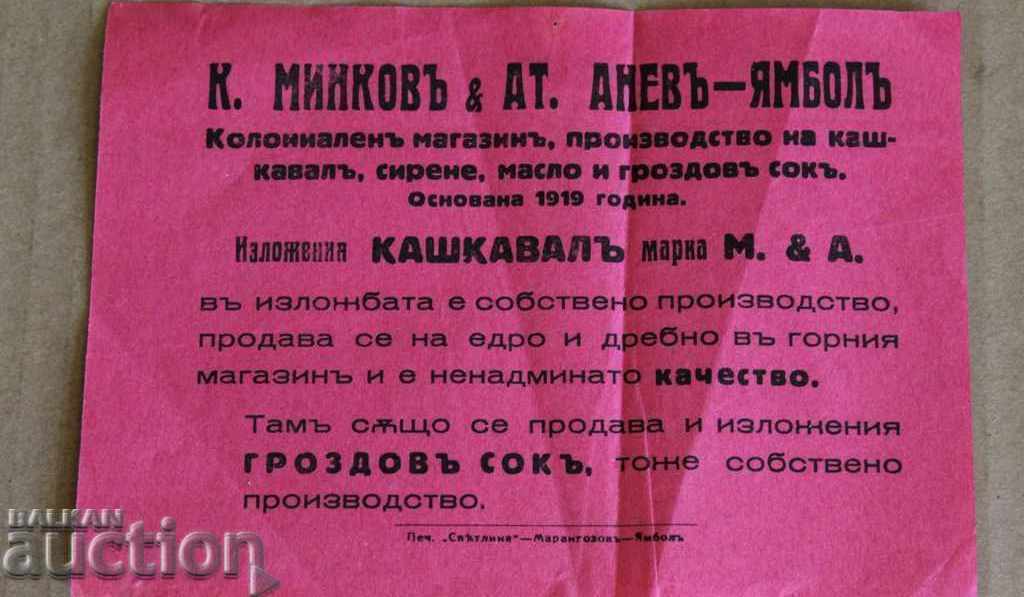 К. МИНКОВЪ & АТ. АНЕВЪ—ЯМБОЛЪ
Колониаленъ магазинъ, производство на каш-
кавалъ, сирене, масло и гроздовъ сокъ.
Основана 1919 година.
Изложения КАШКАВАЛЪ марка М. & А.
въ изложбата е собствено производство,
продава се на едро и дребно въ горния
магазинъ и е ненадминато качество.
Тамъ сѫщо се продава и изложения
ГРОЗДОВЪ СОКЪ, тоже собствено
производство.
Печ. „Свѣтлина“—Марангозовъ—Ямболъ
BALKAN
auction